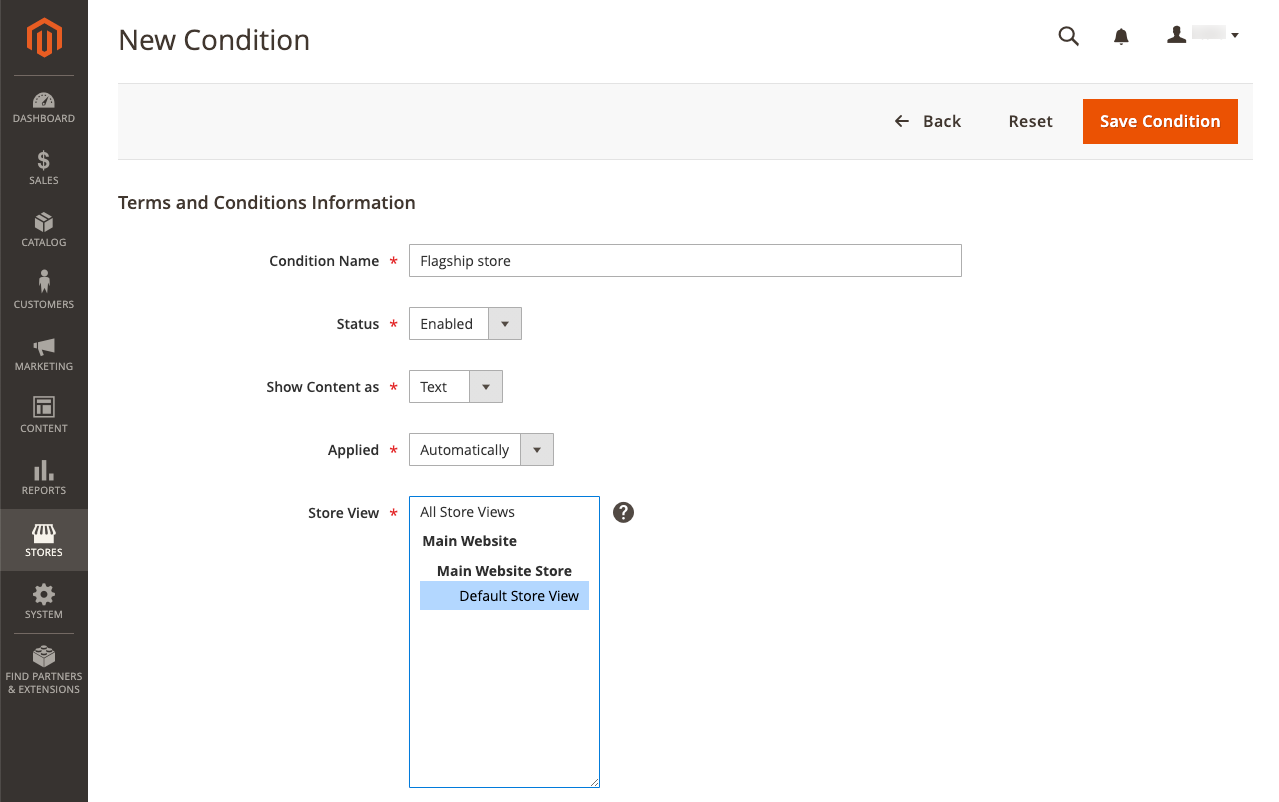 New Condition
DASHBOARD
SALES
CATALOG
CUSTOMERS
MARKETING
CONTENT
REPORTS
STORES
SYSTEM
FIND PARTNERS
& EXTENSIONS
← Back
Reset
Save Condition
Terms and Conditions Information
Condition Name * Flagship store
Status * Enabled
Show Content as * Text
Applied * Automatically
Store View * All Store Views ?
Main Website
Main Website Store
Default Store View